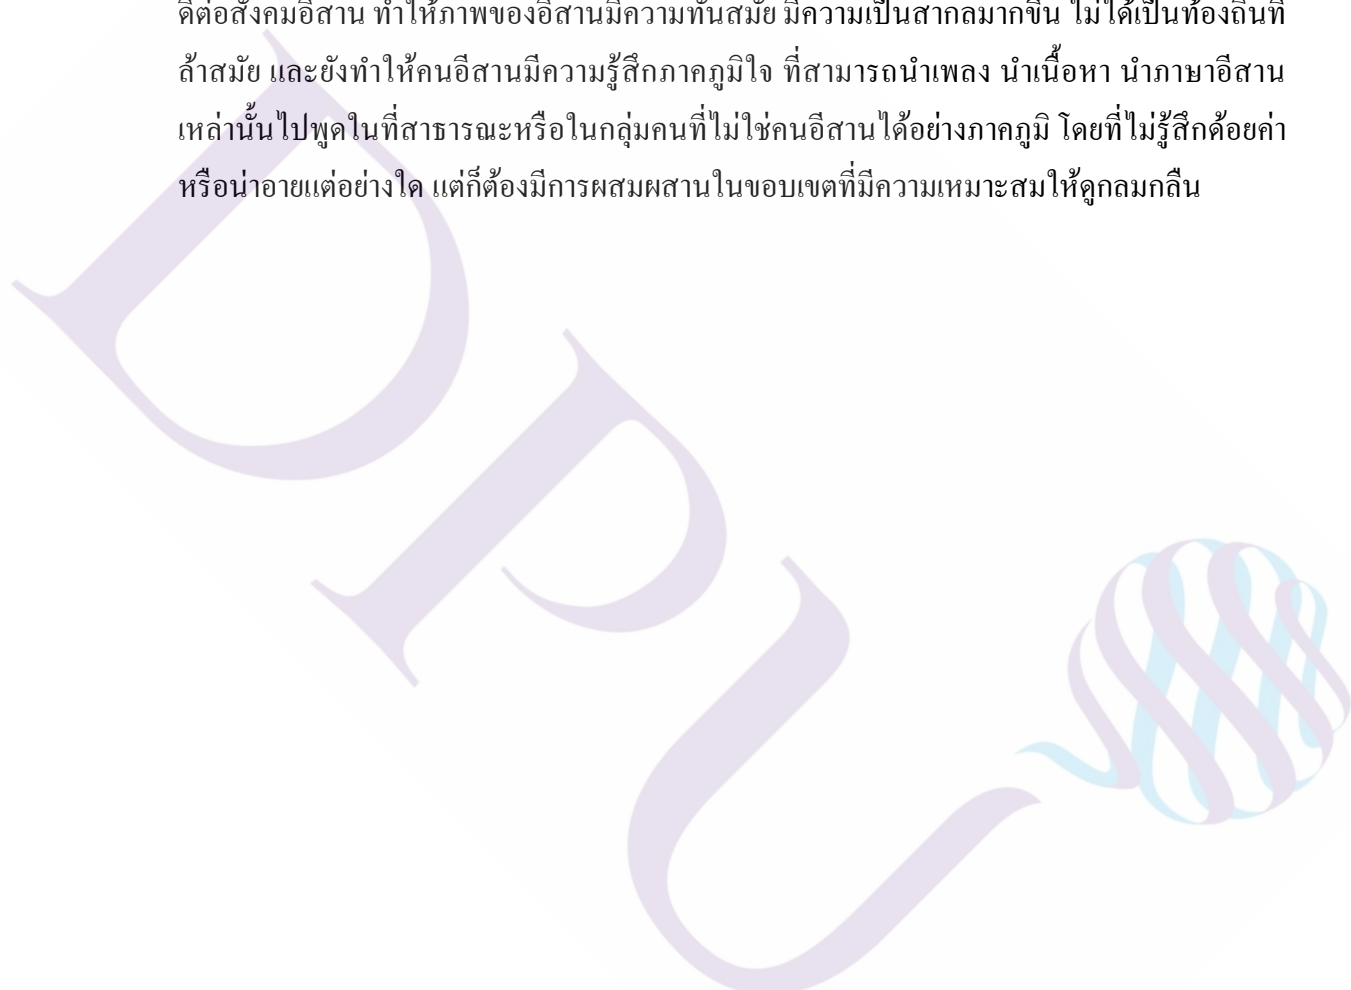 ดีต่อสังคมอีสาน ทำให้ภาพของอีสานมีความทันสมัย มีความเป็นสากลมากขึ้น ไม่ได้เป็นท้องถิ่นที่
ล้าสมัย และยังทำให้คนอีสานมีความรู้สึกภาคภูมิใจ ที่สามารถนำเพลง นำเนื้อหา นำภาษาอีสาน
เหล่านั้นไปพูดในที่สาธารณะหรือในกลุ่มคนที่ไม่ใช่คนอีสานได้อย่างภาคภูมิ โดยที่ไม่รู้สึกด้อยค่า
หรือน่าอายแต่อย่างใด แต่ก็ต้องมีการผสมผสานในขอบเขตที่มีความเหมาะสมให้ดูกลมกลืน
DPU